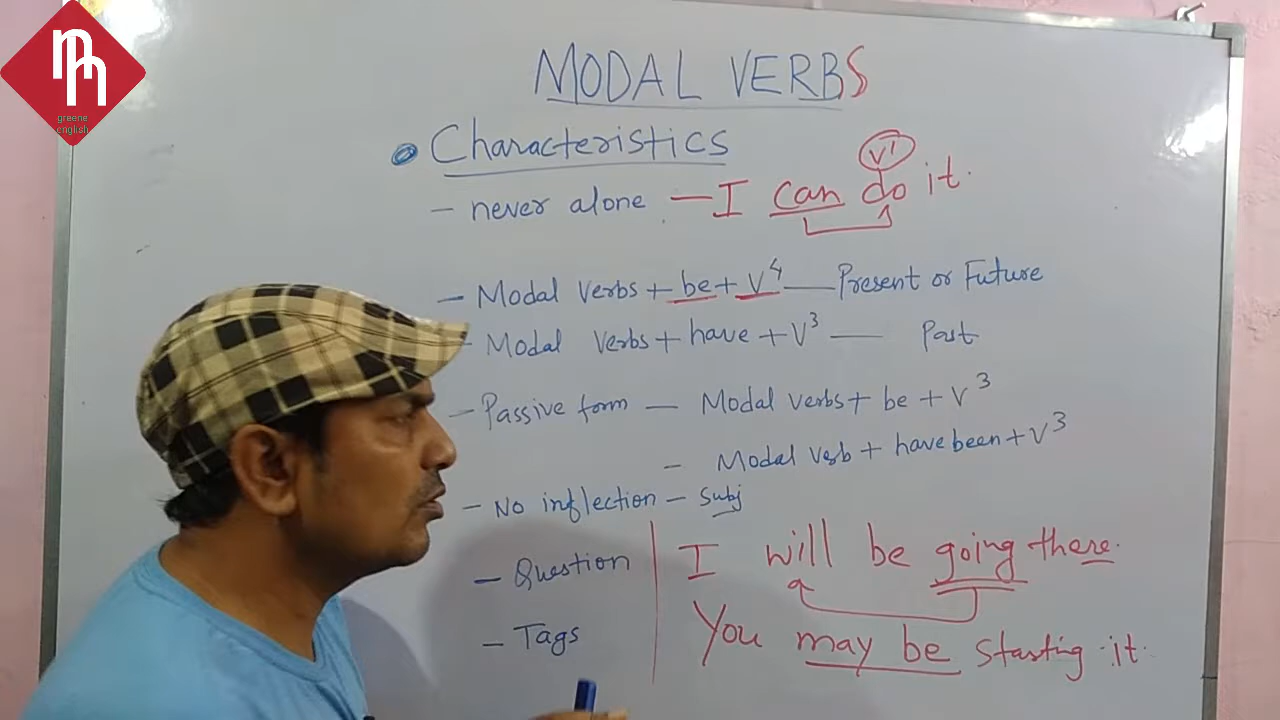 greene
english
MODAL VERBS
Characteristics
V1
- never alone — I can do it.
- Modal verbs + be + V4 — Present or Future
- Modal verbs + have + V3 — Past
- Passive form — Modal verbs + be + V3
- Modal verb + have been + V3
- No inflection - Subj
- Question
- Tags
I will be going there.
You may be starting it.